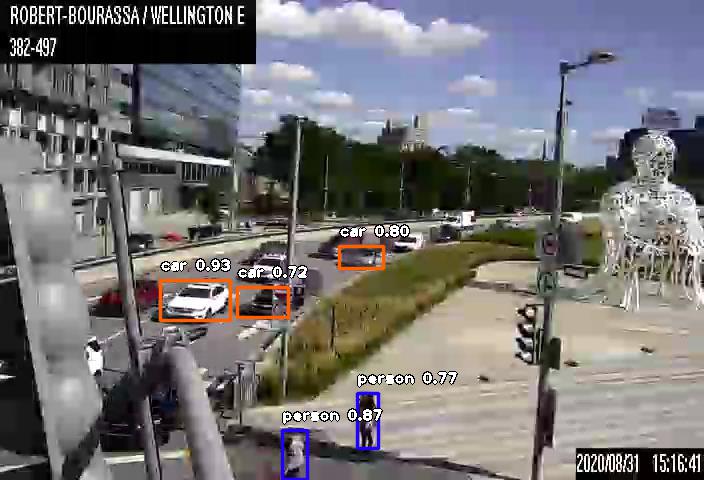 ROBERT-BOURASSA / WELLINGTON E
382-497
car 0.80
car 0.93
car 0.72
person 0.77
person 0.87
2020/08/31 15:16:41